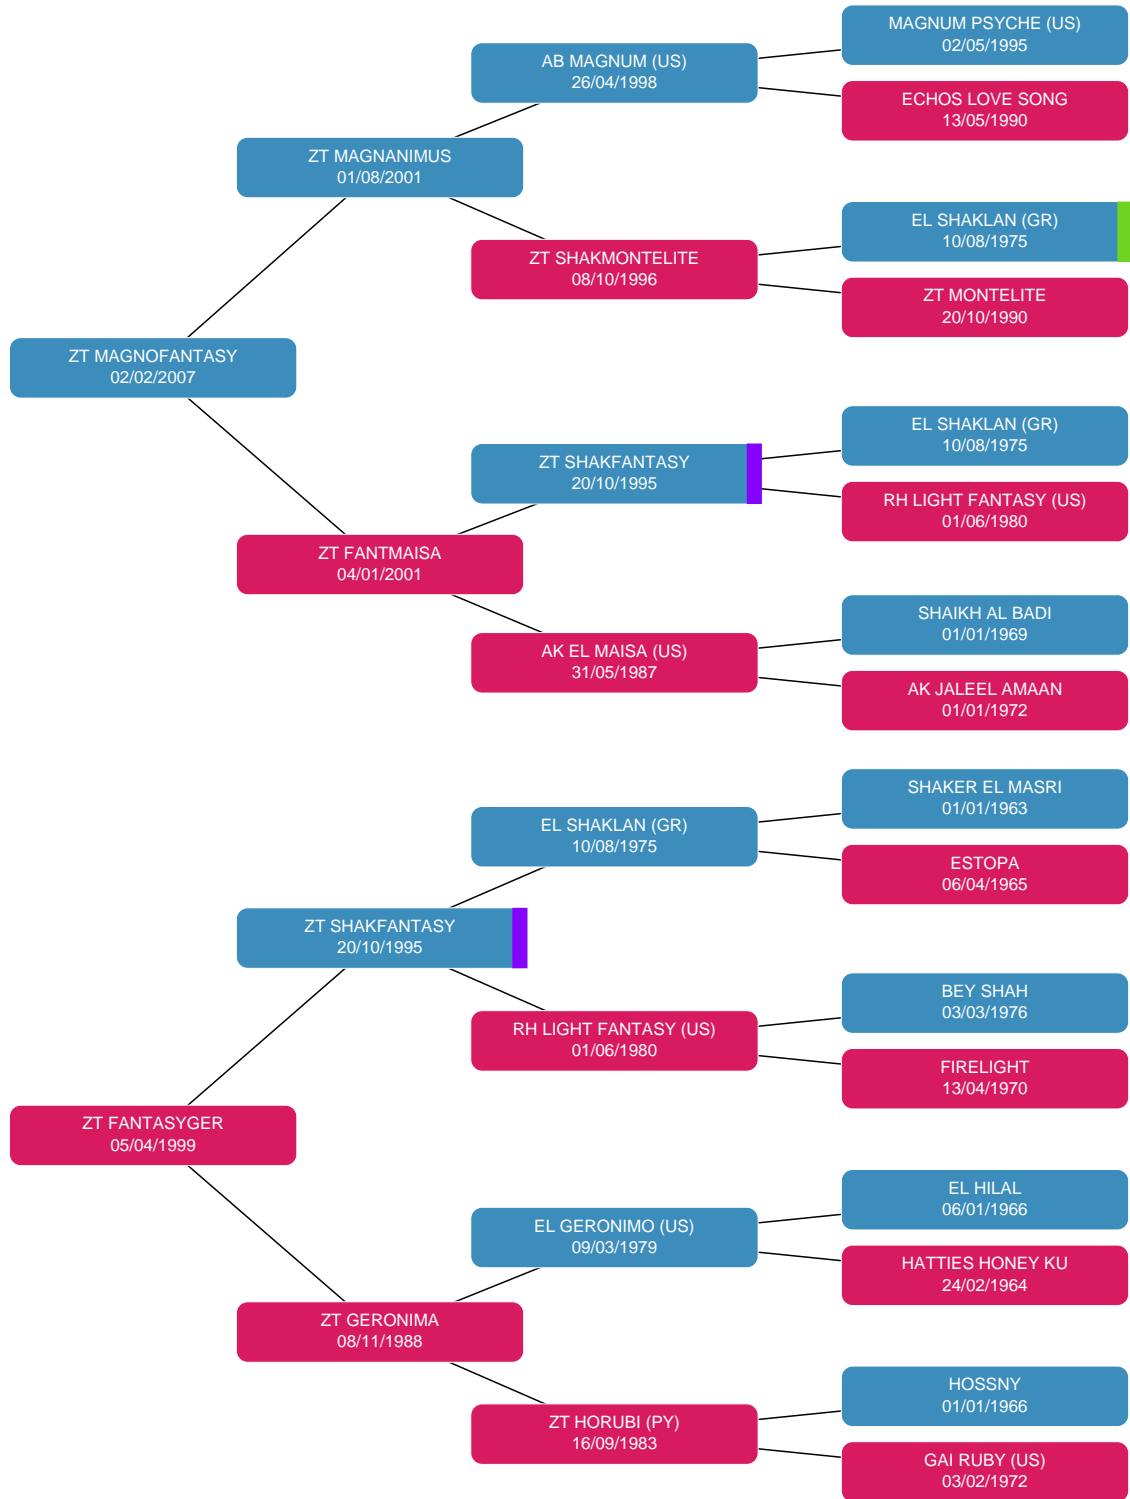 MAGNUM PSYCHE (US)
02/05/1995
AB MAGNUM (US)
26/04/1998
ECHOS LOVE SONG
13/05/1990
ZT MAGNANIMUS
01/08/2001
EL SHAKLAN (GR)
10/08/1975
ZT SHAKMONTELITE
08/10/1996
ZT MONTELITE
20/10/1990
ZT MAGNOFANTASY
02/02/2007
EL SHAKLAN (GR)
10/08/1975
ZT SHAKFANTASY
20/10/1995
RH LIGHT FANTASY (US)
01/06/1980
ZT FANTMAISA
04/01/2001
SHAIKH AL BADI
01/01/1969
AK EL MAISA (US)
31/05/1987
AK JALEEL AMAAN
01/01/1972
SHAKER EL MASRI
01/01/1963
EL SHAKLAN (GR)
10/08/1975
ESTOPA
06/04/1965
ZT SHAKFANTASY
20/10/1995
BEY SHAH
03/03/1976
RH LIGHT FANTASY (US)
01/06/1980
FIRELIGHT
13/04/1970
ZT FANTASYGER
05/04/1999
EL HILAL
06/01/1966
EL GERONIMO (US)
09/03/1979
HATTIES HONEY KU
24/02/1964
ZT GERONIMA
08/11/1988
HOSSNY
01/01/1966
ZT HORUBI (PY)
16/09/1983
GAI RUBY (US)
03/02/1972